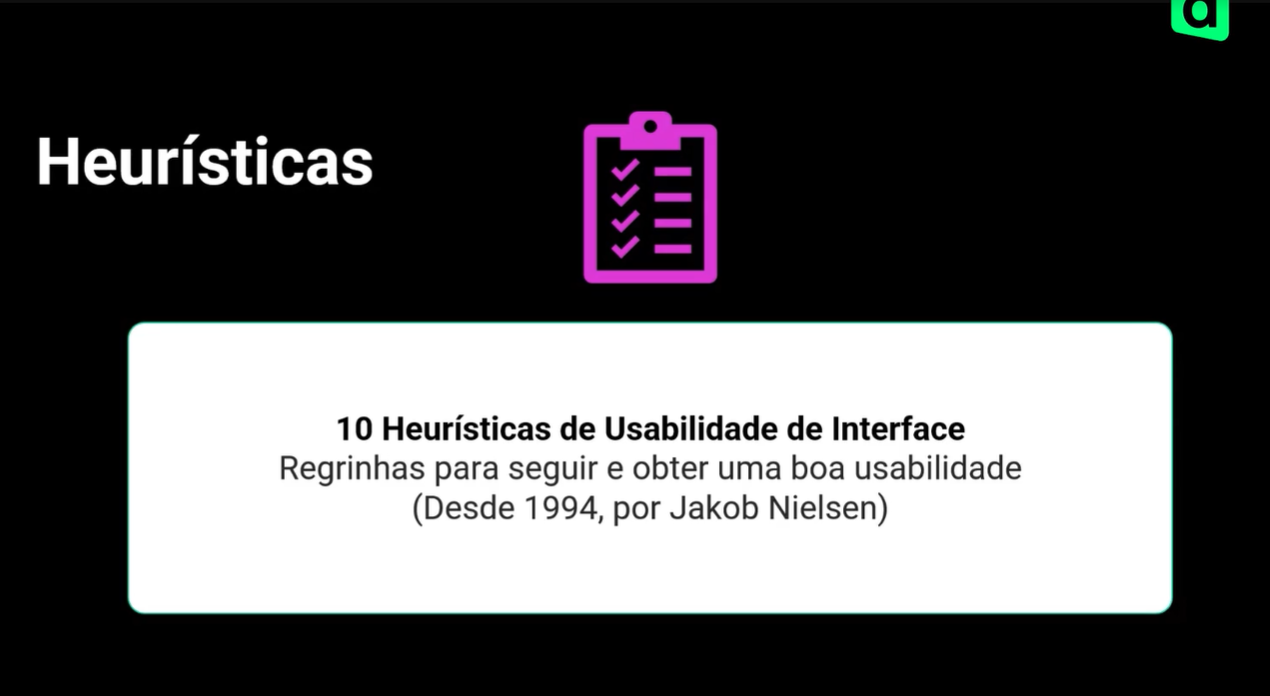 Heurísticas
10 Heurísticas de Usabilidade de Interface
Regrinhas para seguir e obter uma boa usabilidade
(Desde 1994, por Jakob Nielsen)